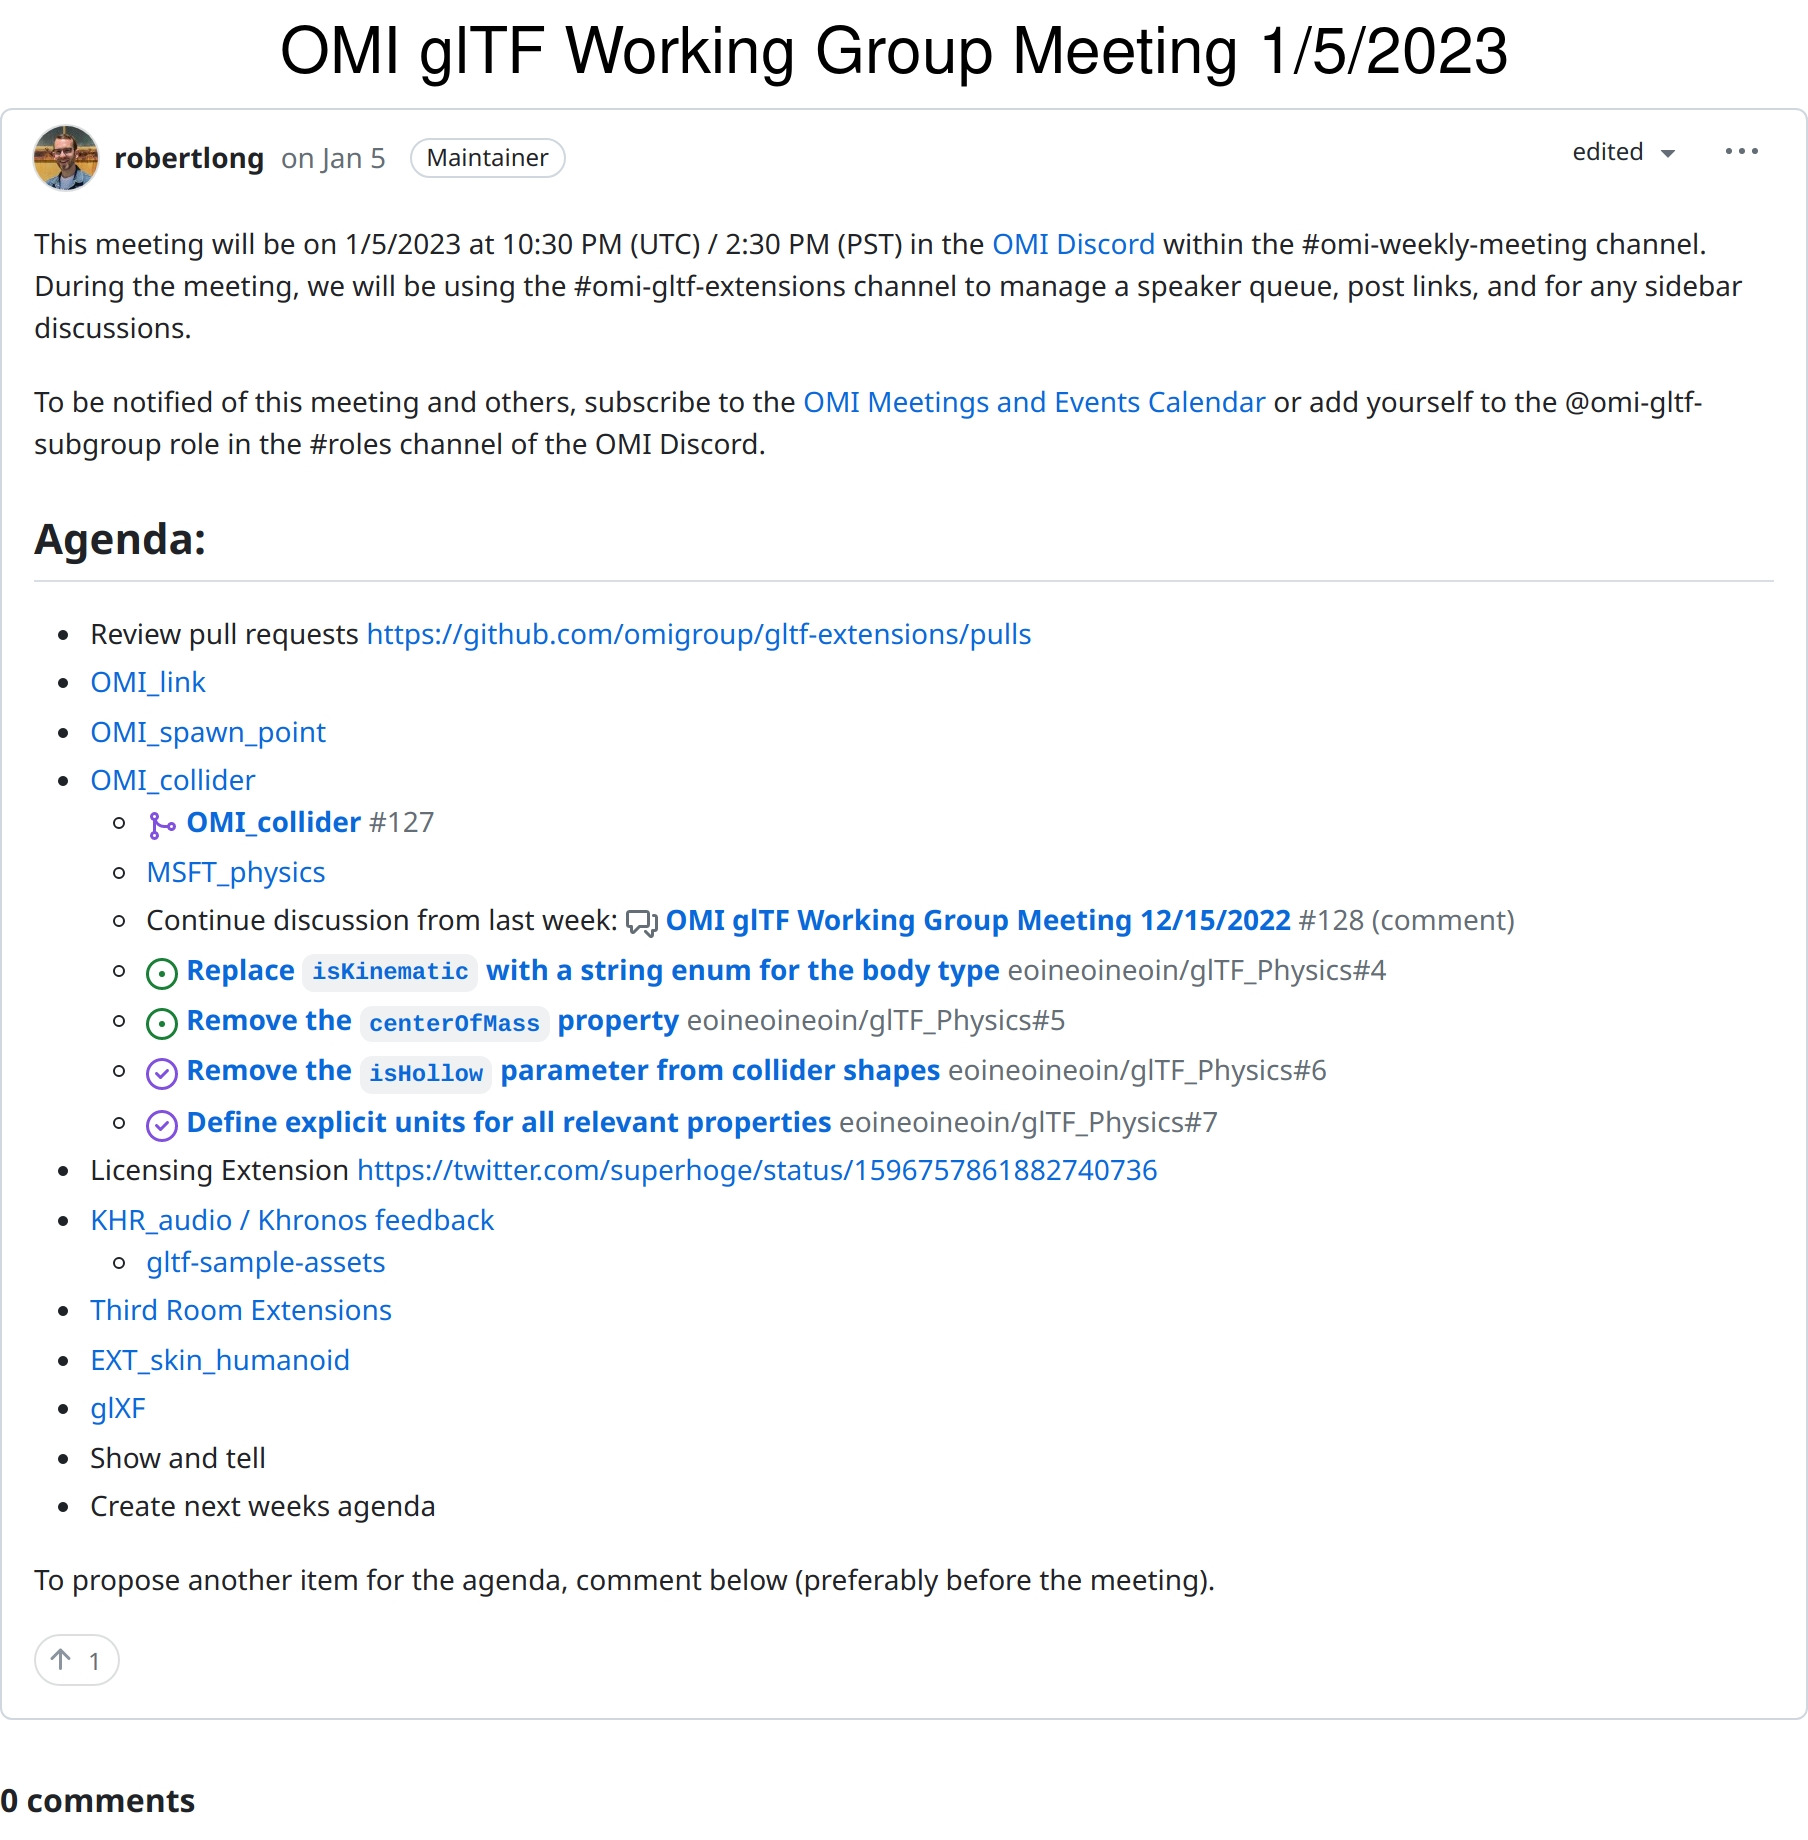 OMI glTF Working Group Meeting 1/5/2023
robertlong on Jan 5 Maintainer edited
This meeting will be on 1/5/2023 at 10:30 PM (UTC) / 2:30 PM (PST) in the OMI Discord within the #omi-weekly-meeting channel.
During the meeting, we will be using the #omi-gltf-extensions channel to manage a speaker queue, post links, and for any sidebar
discussions.
To be notified of this meeting and others, subscribe to the OMI Meetings and Events Calendar or add yourself to the @omi-gltf-
subgroup role in the #roles channel of the OMI Discord.
Agenda:
Review pull requests https://github.com/omigroup/gltf-extensions/pulls
OMI_link
OMI_spawn_point
OMI_collider
OMI_collider #127
MSFT_physics
Continue discussion from last week: OMI glTF Working Group Meeting 12/15/2022 #128 (comment)
Replace isKinematic with a string enum for the body type eoineoineoin/glTF_Physics#4
Remove the centerOfMass property eoineoineoin/glTF_Physics#5
Remove the isHollow parameter from collider shapes eoineoineoin/glTF_Physics#6
Define explicit units for all relevant properties eoineoineoin/glTF_Physics#7
Licensing Extension https://twitter.com/superhoge/status/1596757861882740736
KHR_audio / Khronos feedback
gltf-sample-assets
Third Room Extensions
EXT_skin_humanoid
glXF
Show and tell
Create next weeks agenda
To propose another item for the agenda, comment below (preferably before the meeting).
1
0 comments